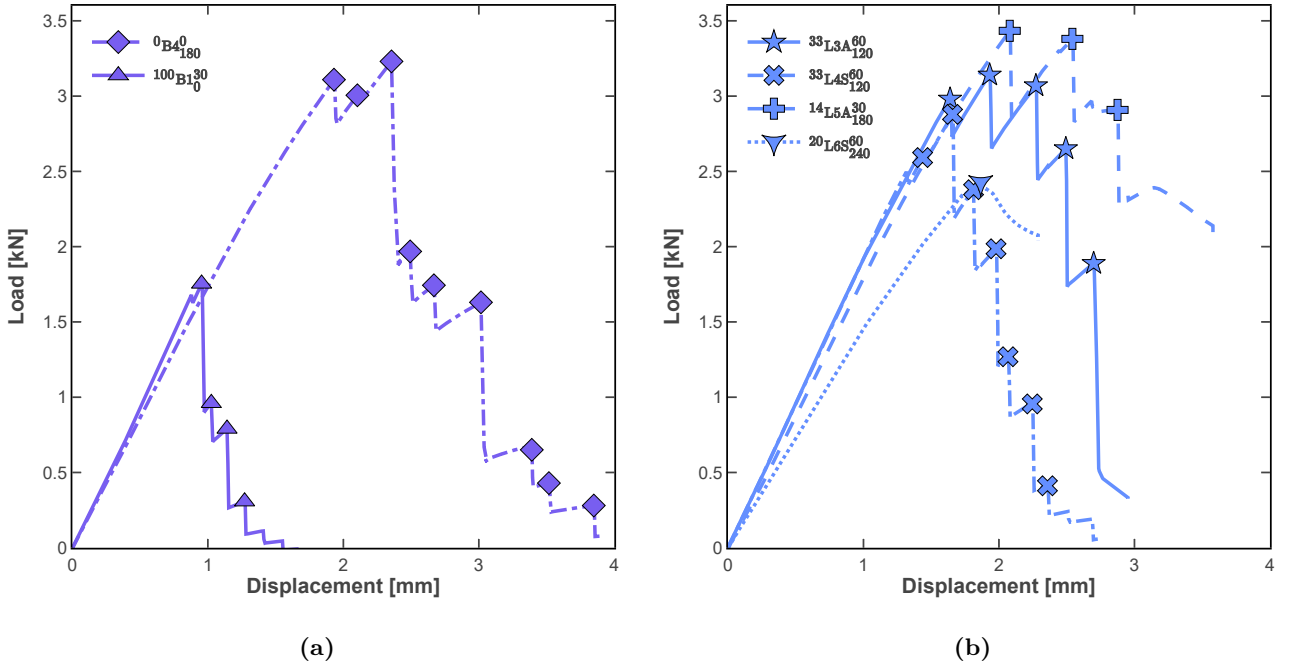 ⁰B4⁰₁₈₀
¹⁰⁰B1³⁰₀
3.5
3
2.5
2
1.5
1
0.5
0
0 1 2 3 4
Load [kN]
Displacement [mm]
(a)
³³L3A⁶⁰₁₂₀
³³L4S⁶⁰₁₂₀
¹⁴L5A³⁰₁₈₀
²⁰L6S⁶⁰₂₄₀
3.5
3
2.5
2
1.5
1
0.5
0
0 1 2 3 4
Load [kN]
Displacement [mm]
(b)